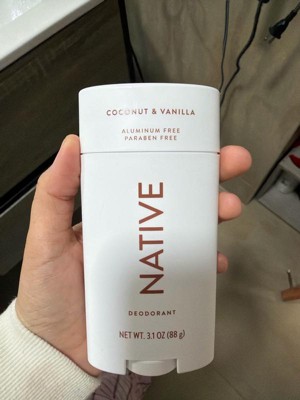 COCONUT & VANILLA
ALUMINUM FREE
PARABEN FREE
NATIVE
DEODORANT
NET WT. 3.1 OZ (88 g)